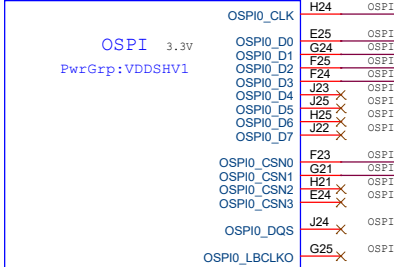 OSPI0_CLK H24 OSPI
OSPI 3.3V
PwrGrp:VDDSHV1
OSPI0_D0 E25 OSPI
OSPI0_D1 G24 OSPI
OSPI0_D2 F25 OSPI
OSPI0_D3 F24 OSPI
OSPI0_D4 J23 OSPI
OSPI0_D5 J25 OSPI
OSPI0_D6 H25 OSPI
OSPI0_D7 J22 OSPI
OSPI0_CSN0 F23 OSPI
OSPI0_CSN1 G21 OSPI
OSPI0_CSN2 H21 OSPI
OSPI0_CSN3 E24 OSPI
OSPI0_DQS J24 OSPI
OSPI0_LBCLKO G25 OSPI